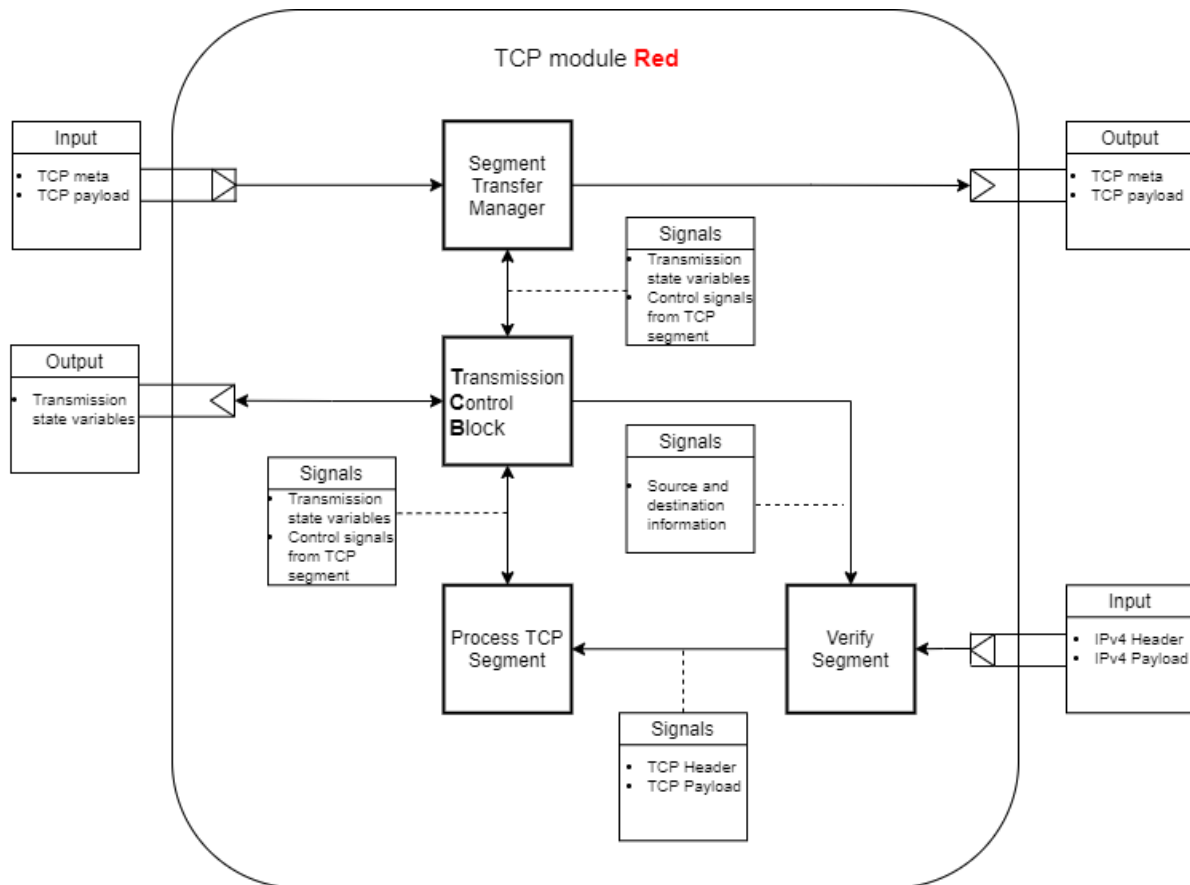 TCP module Red
Input
• TCP meta
• TCP payload
Segment
Transfer
Manager
Output
• TCP meta
• TCP payload
Signals
• Transmission
state variables
• Control signals
from TCP
segment
Output
• Transmission
state variables
Transmission
Control
Block
Signals
• Source and
destination
information
Signals
• Transmission
state variables
• Control signals
from TCP
segment
Process TCP
Segment
Verify
Segment
Input
• IPv4 Header
• IPv4 Payload
Signals
• TCP Header
• TCP Payload